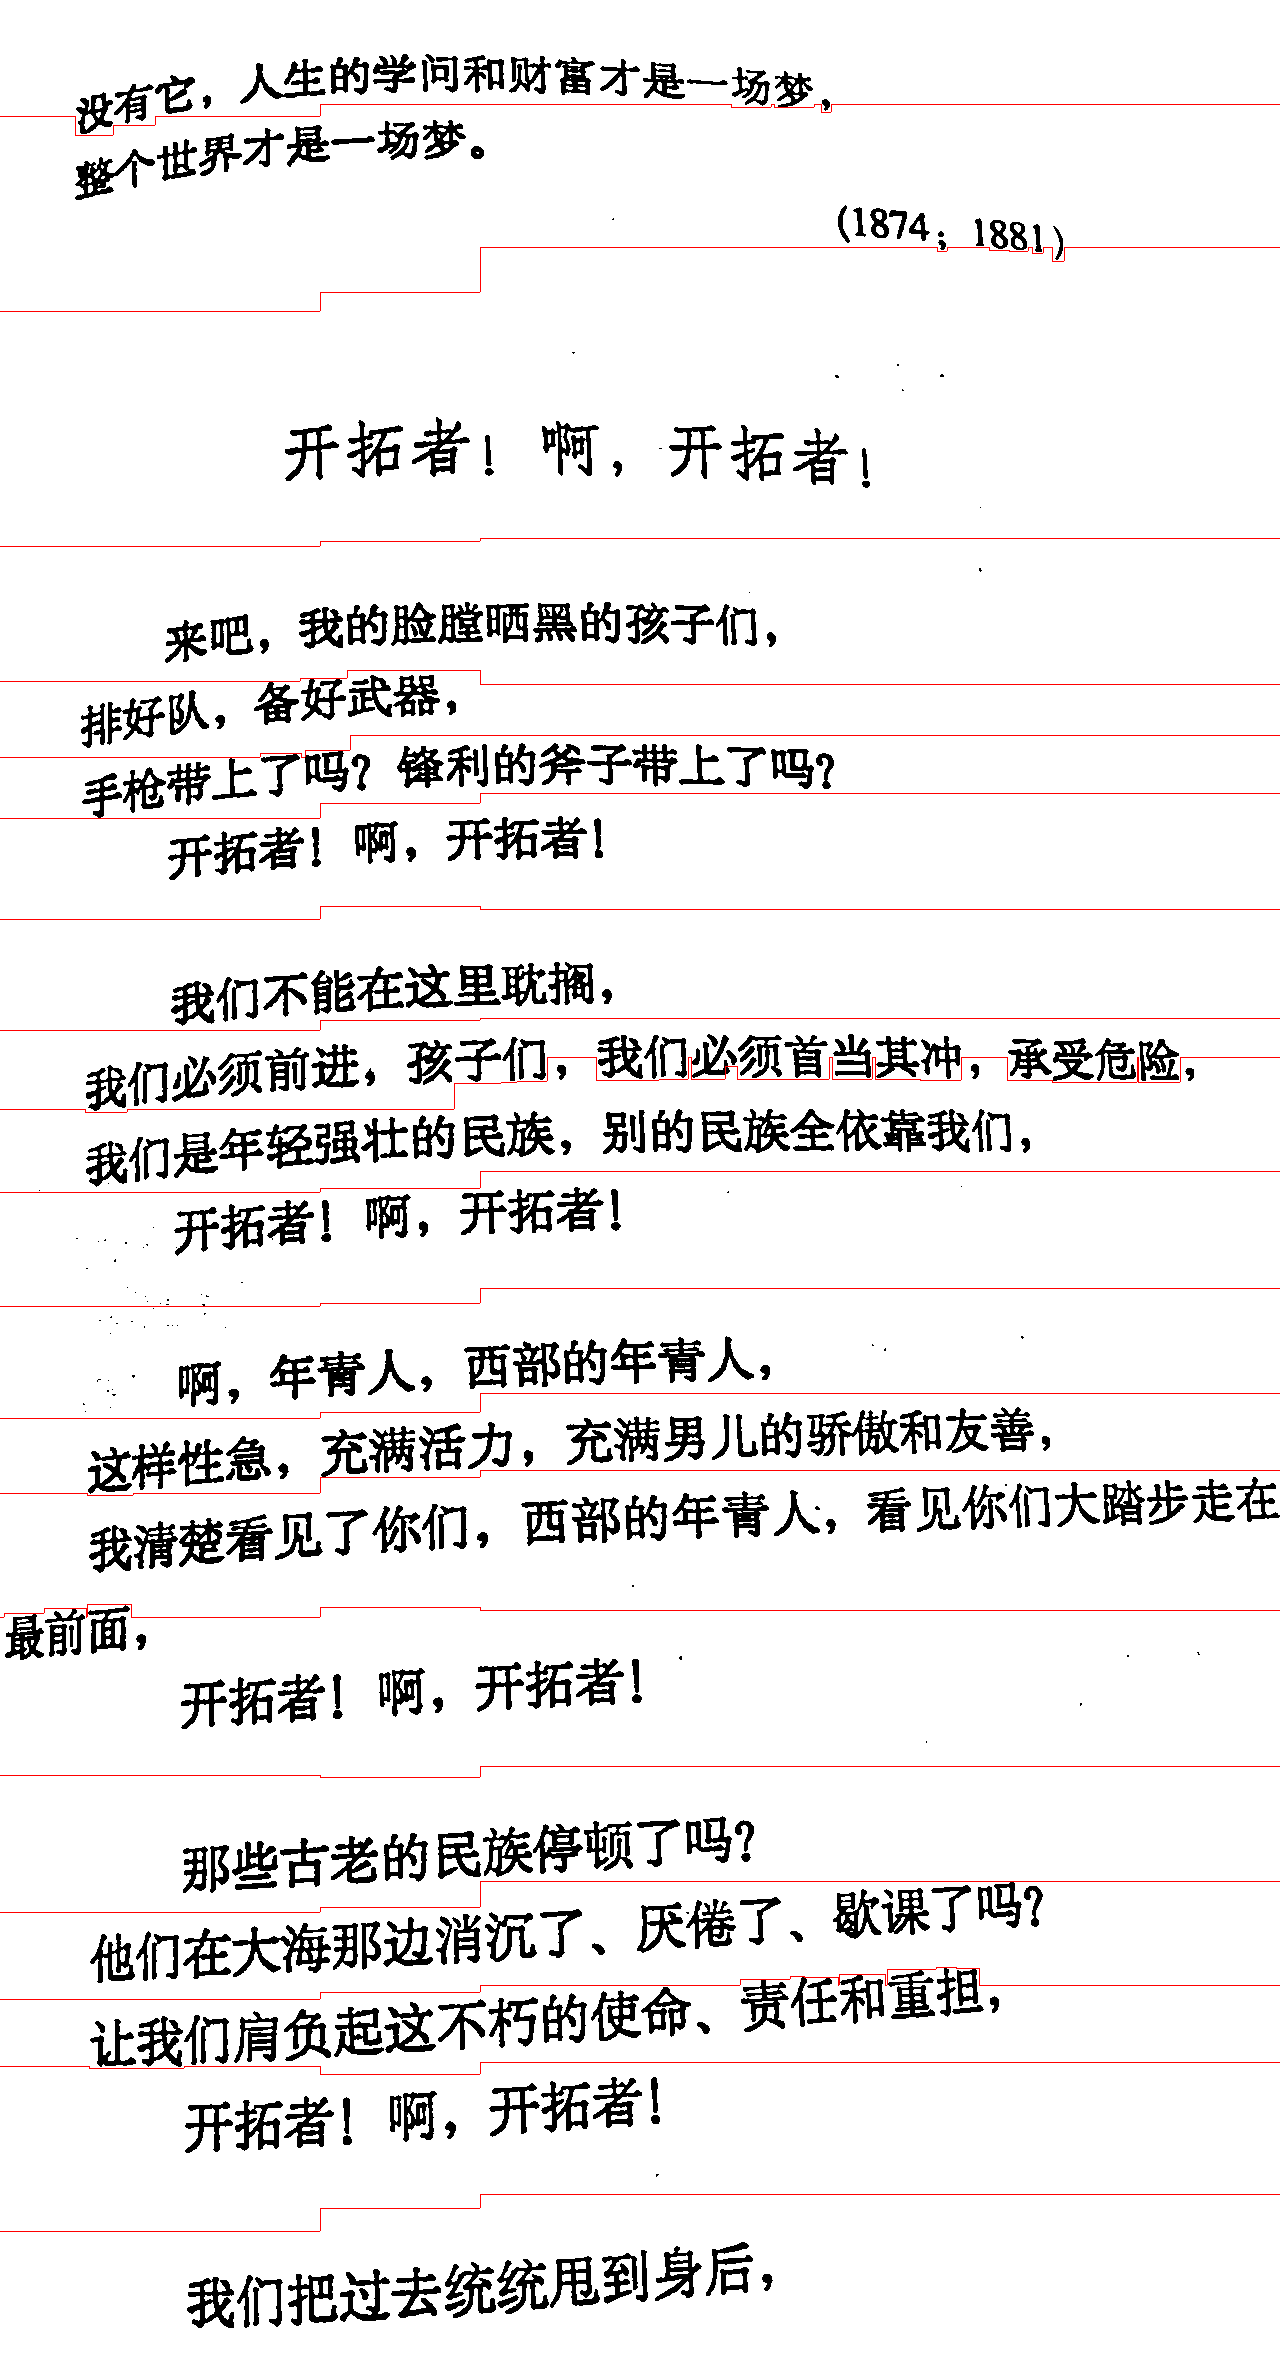 没有它，人生的学问和财富才是一场梦，
整个世界才是一场梦。
(1874；1881)
开拓者！啊，开拓者！
来吧，我的脸膛晒黑的孩子们，
排好队，备好武器，
手枪带上了吗？锋利的斧子带上了吗？
开拓者！啊，开拓者！
我们不能在这里耽搁，
我们必须前进，孩子们，我们必须首当其冲，承受危险，
我们是年轻强壮的民族，别的民族全依靠我们，
开拓者！啊，开拓者！
啊，年青人，西部的年青人，
这样性急，充满活力，充满男儿的骄傲和友善，
我清楚看见了你们，西部的年青人，看见你们大踏步走在
最前面，
开拓者！啊，开拓者！
那些古老的民族停顿了吗？
他们在大海那边消沉了、厌倦了、歇课了吗？
让我们肩负起这不朽的使命、责任和重担，
开拓者！啊，开拓者！
我们把过去统统甩到身后，